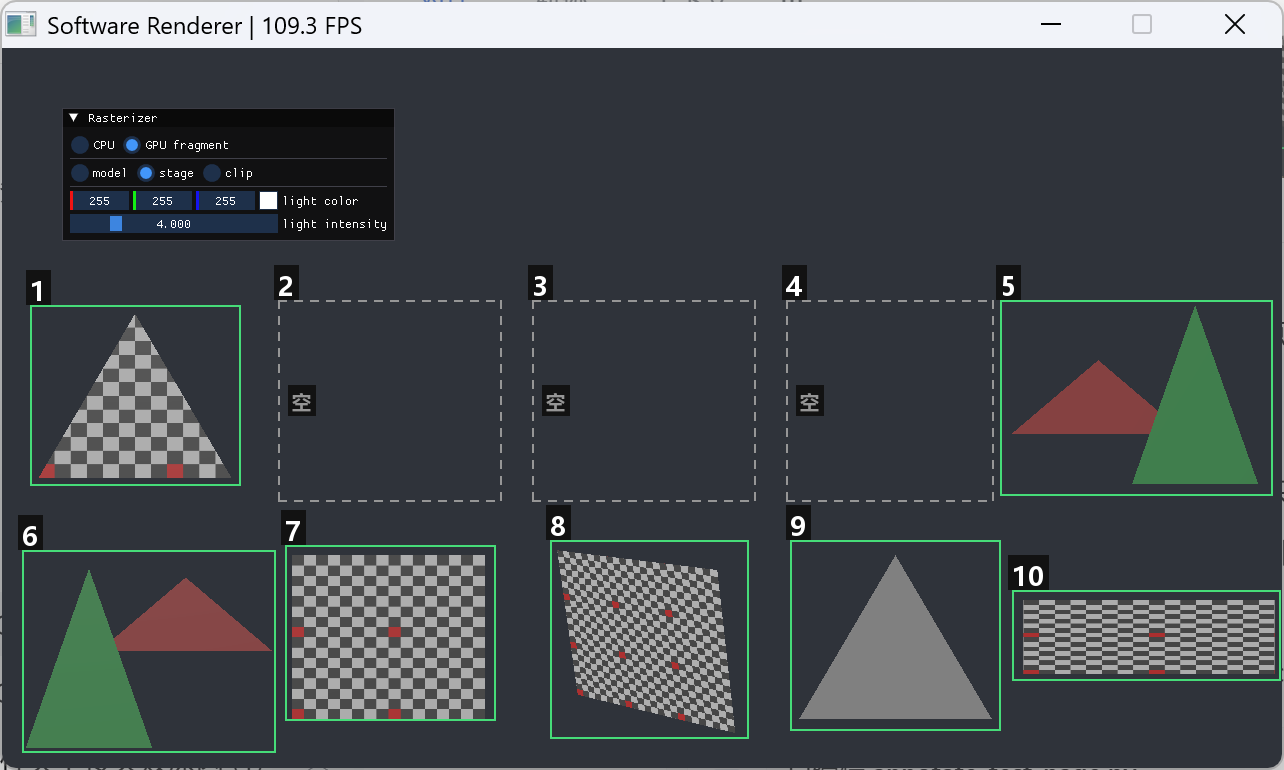 Software Renderer | 109.3 FPS
▼ Rasterizer
CPU GPU fragment
model stage clip
255 255 255 light color
4.000 light intensity
1
2
3
4
5
空
空
空
6
7
8
9
10